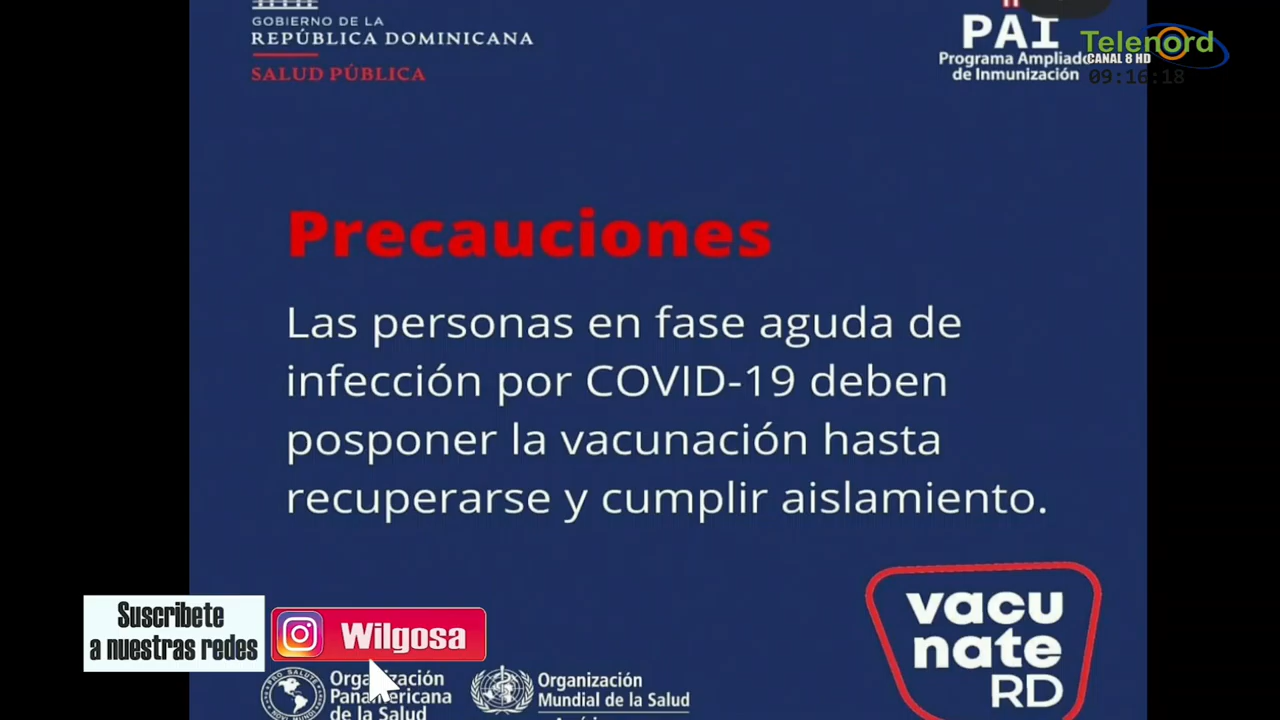 GOBIERNO DE LA
REPÚBLICA DOMINICANA
SALUD PÚBLICA
PAI
Programa Ampliado
de Inmunización
Telenord
CANAL 8 HD
09:16:18
Precauciones
Las personas en fase aguda de
infección por COVID-19 deben
posponer la vacunación hasta
recuperarse y cumplir aislamiento.
Suscribete
a nuestras redes
Wilgosa
Organización
Panamericana
de la Salud
Organización
Mundial de la Salud
vacu
nate
RD